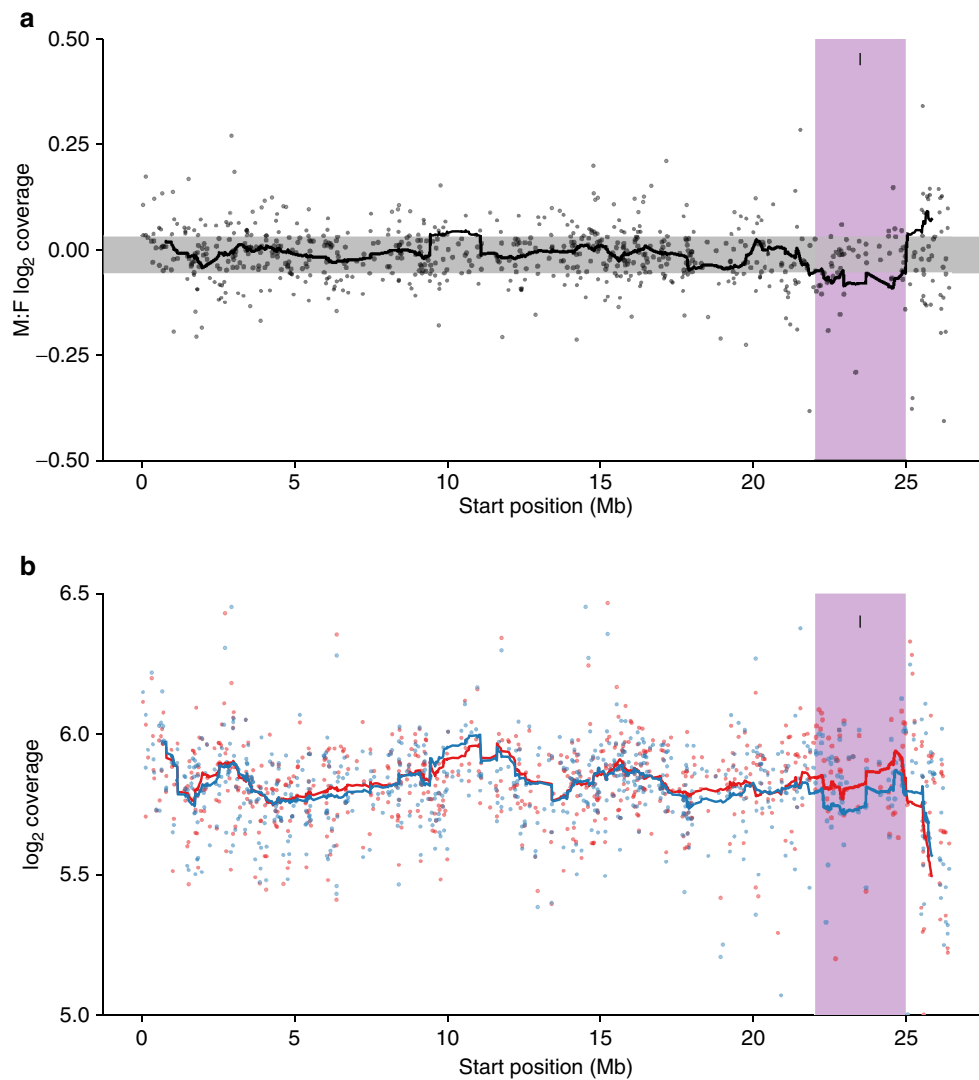 a
0.50
0.25
0.00
−0.25
−0.50
M:F log₂ coverage
I
0 5 10 15 20 25
Start position (Mb)
b
6.5
6.0
5.5
5.0
log₂ coverage
I
0 5 10 15 20 25
Start position (Mb)